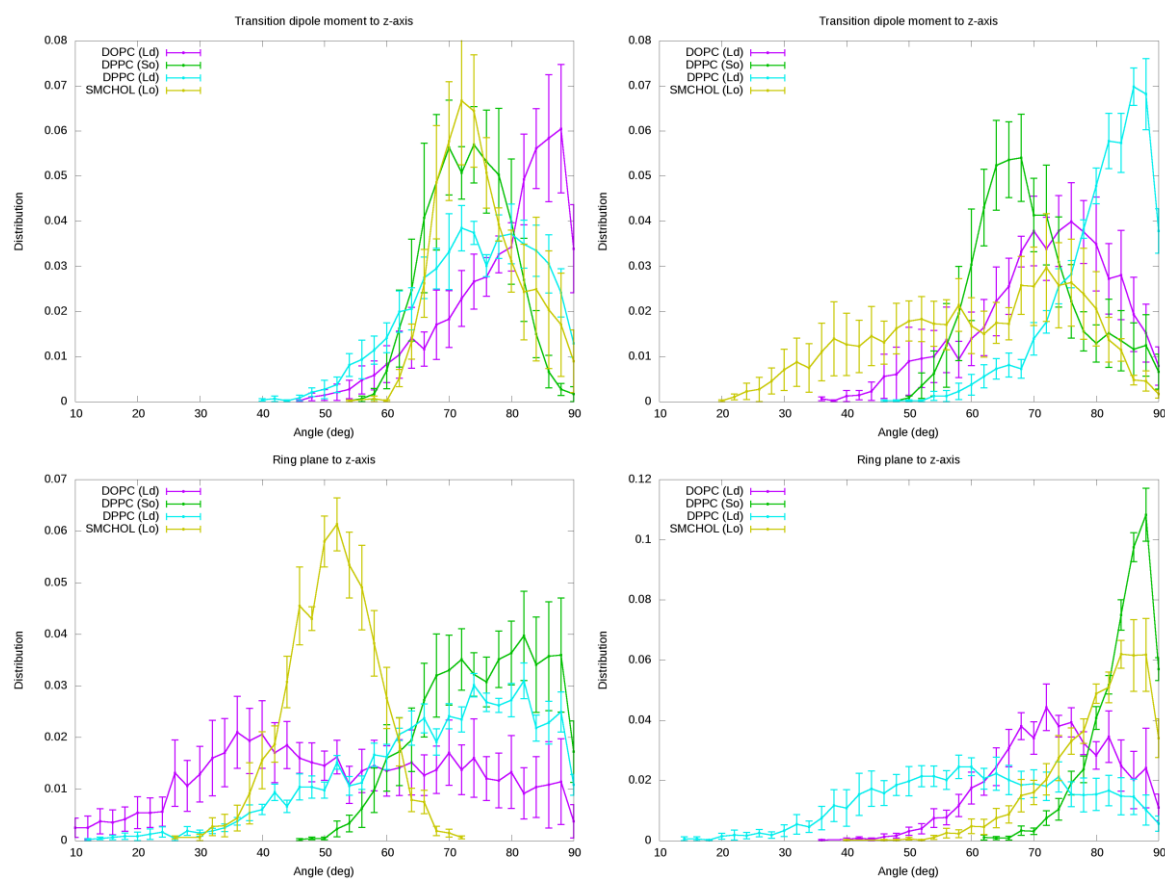 Transition dipole moment to z-axis
DOPC (Ld)
DPPC (So)
DPPC (Ld)
SMCHOL (Lo)
0.08
0.07
0.06
0.05
0.04
0.03
0.02
0.01
0
Distribution
10 20 30 40 50 60 70 80 90
Angle (deg)
Transition dipole moment to z-axis
DOPC (Ld)
DPPC (So)
DPPC (Ld)
SMCHOL (Lo)
0.08
0.07
0.06
0.05
0.04
0.03
0.02
0.01
0
Distribution
10 20 30 40 50 60 70 80 90
Angle (deg)
Ring plane to z-axis
DOPC (Ld)
DPPC (So)
DPPC (Ld)
SMCHOL (Lo)
0.07
0.06
0.05
0.04
0.03
0.02
0.01
0
Distribution
10 20 30 40 50 60 70 80 90
Angle (deg)
Ring plane to z-axis
DOPC (Ld)
DPPC (So)
DPPC (Ld)
SMCHOL (Lo)
0.12
0.1
0.08
0.06
0.04
0.02
0
Distribution
10 20 30 40 50 60 70 80 90
Angle (deg)